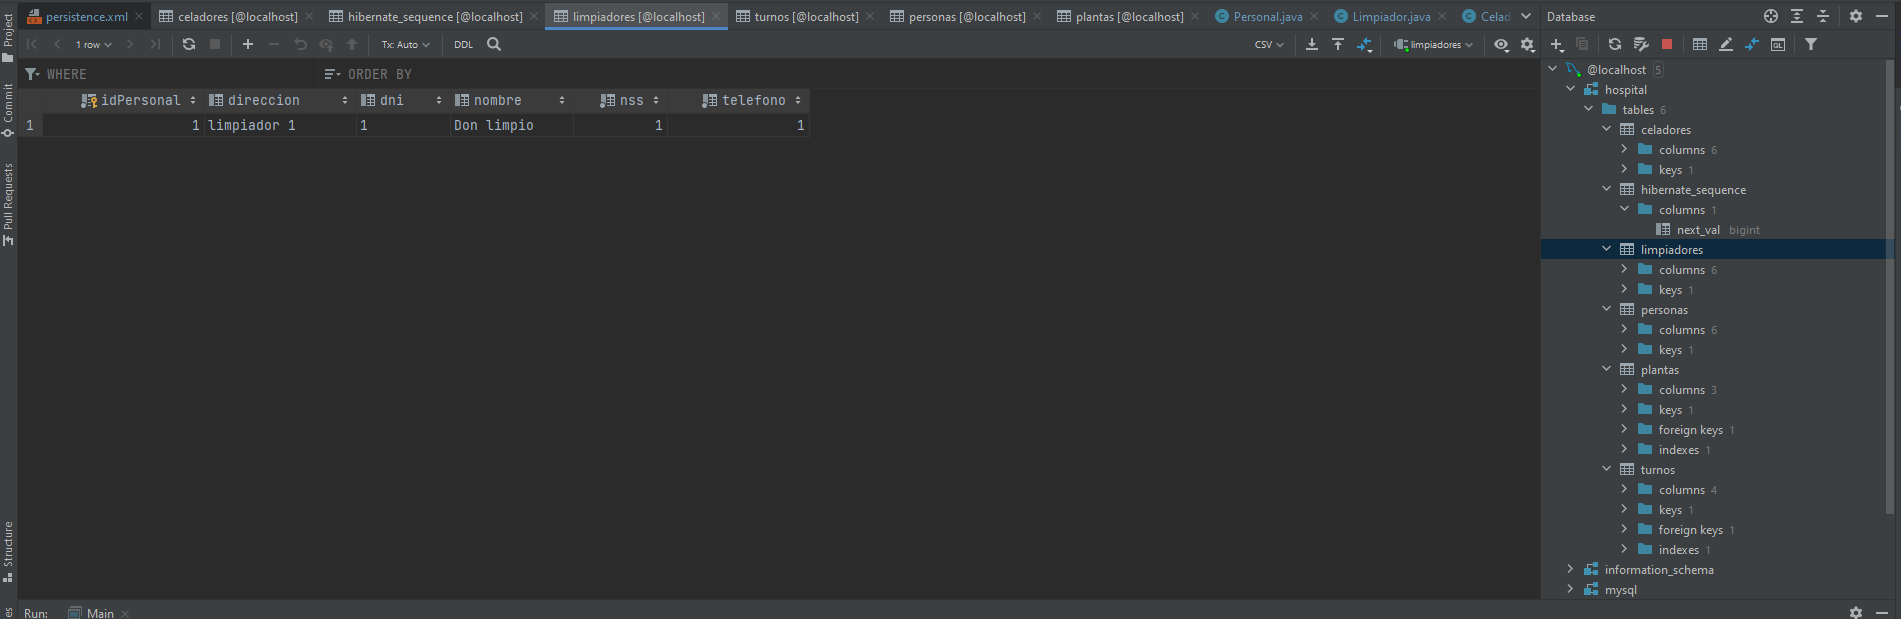 persistence.xml celadores [@localhost] hibernate_sequence [@localhost] limpiadores [@localhost] turnos [@localhost] personas [@localhost] plantas [@localhost] Personal.java Limpiador.java Celad
1 row Tx: Auto DDL CSV limpiadores
WHERE ORDER BY
idPersonal direccion dni nombre nss telefono
1 1 limpiador 1 1 Don limpio 1 1
Project
Commit
Pull Requests
Structure
es
Run: Main
Database
QL
@localhost 5
hospital
tables 6
celadores
columns 6
keys 1
hibernate_sequence
columns 1
next_val bigint
limpiadores
columns 6
keys 1
personas
columns 6
keys 1
plantas
columns 3
keys 1
foreign keys 1
indexes 1
turnos
columns 4
keys 1
foreign keys 1
indexes 1
information_schema
mysql